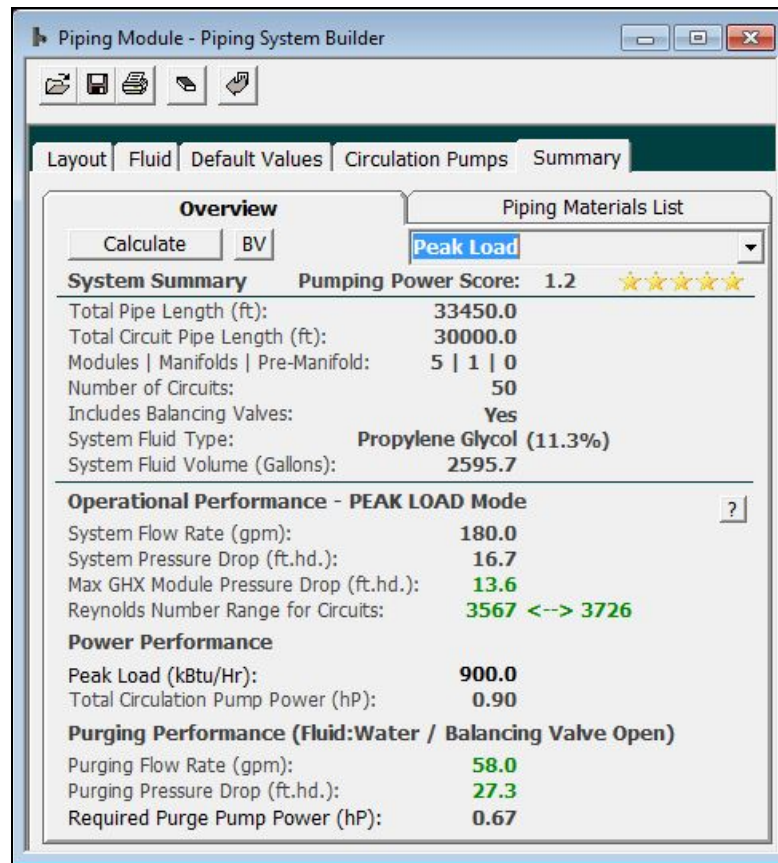 Piping Module - Piping System Builder
Layout Fluid Default Values Circulation Pumps Summary
Overview Piping Materials List
Calculate BV Peak Load
System Summary Pumping Power Score: 1.2
Total Pipe Length (ft): 33450.0
Total Circuit Pipe Length (ft): 30000.0
Modules | Manifolds | Pre-Manifold: 5 | 1 | 0
Number of Circuits: 50
Includes Balancing Valves: Yes
System Fluid Type: Propylene Glycol (11.3%)
System Fluid Volume (Gallons): 2595.7
Operational Performance - PEAK LOAD Mode ?
System Flow Rate (gpm): 180.0
System Pressure Drop (ft.hd.): 16.7
Max GHX Module Pressure Drop (ft.hd.): 13.6
Reynolds Number Range for Circuits: 3567 <--> 3726
Power Performance
Peak Load (kBtu/Hr): 900.0
Total Circulation Pump Power (hP): 0.90
Purging Performance (Fluid:Water / Balancing Valve Open)
Purging Flow Rate (gpm): 58.0
Purging Pressure Drop (ft.hd.): 27.3
Required Purge Pump Power (hP): 0.67